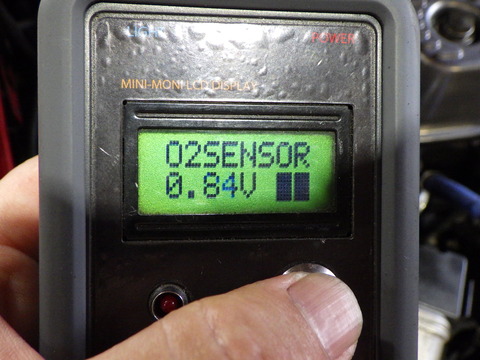 POWER
MINI-MONI LCD DISPLAY
O2SENSOR
0.84V